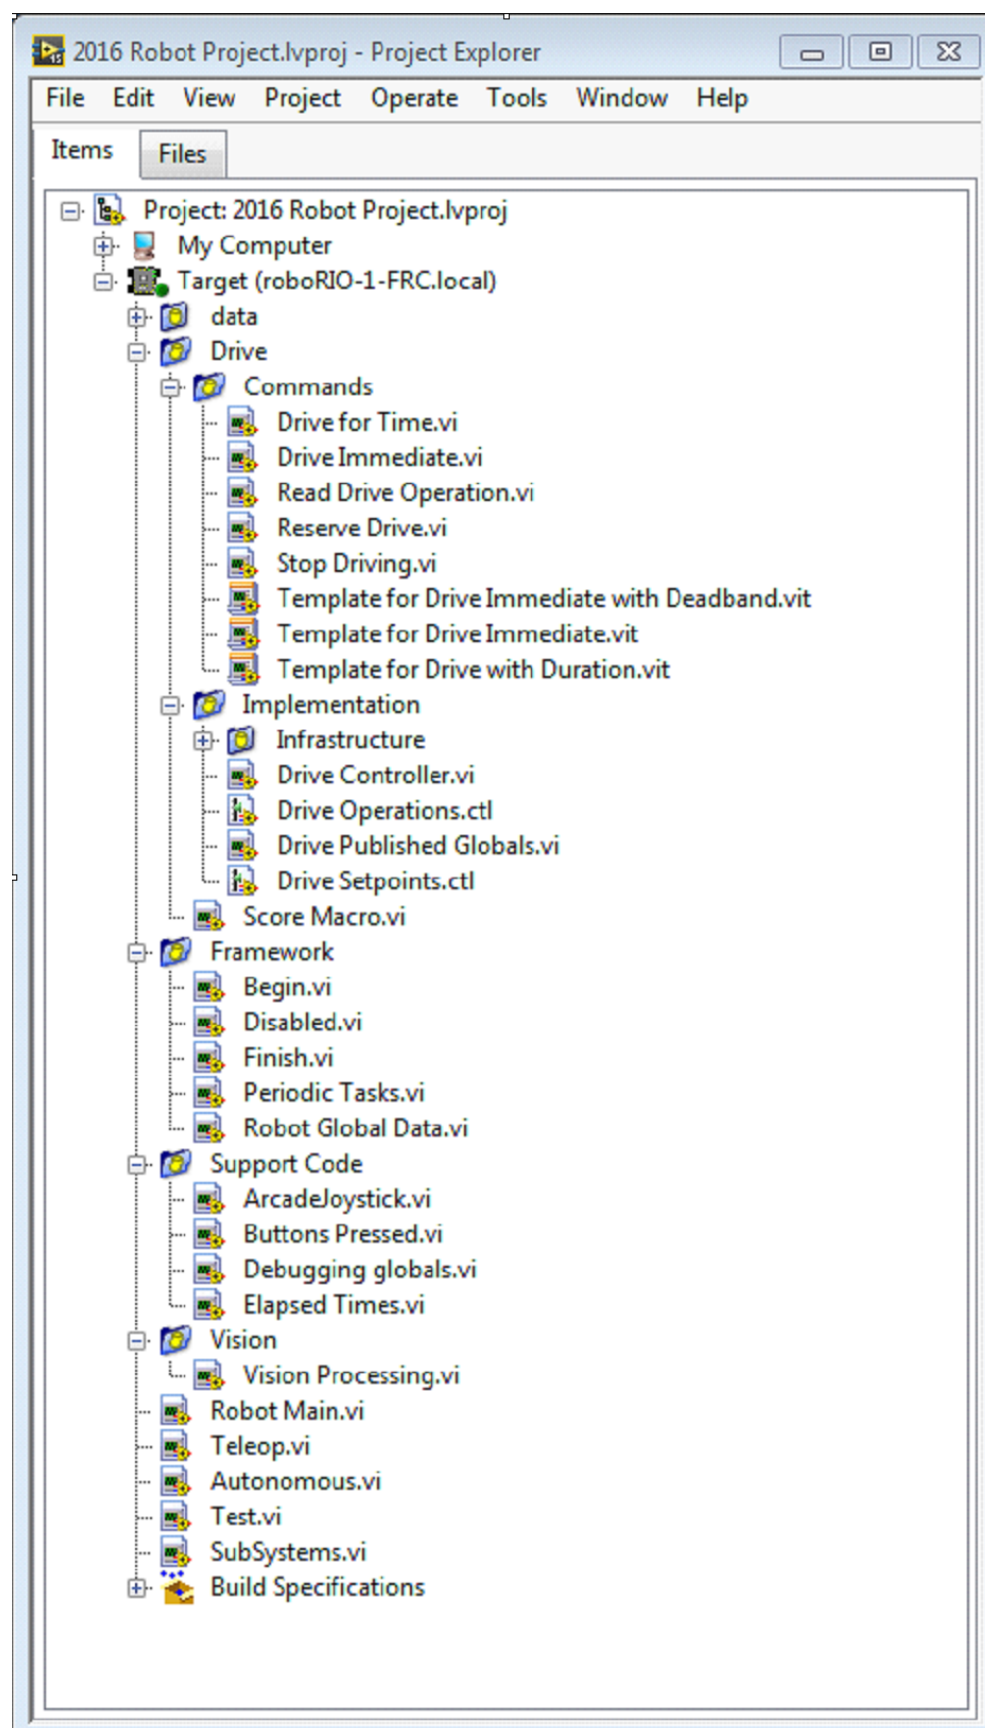 2016 Robot Project.lvproj - Project Explorer
File Edit View Project Operate Tools Window Help
Items Files
Project: 2016 Robot Project.lvproj
My Computer
Target (roboRIO-1-FRC.local)
data
Drive
Commands
Drive for Time.vi
Drive Immediate.vi
Read Drive Operation.vi
Reserve Drive.vi
Stop Driving.vi
Template for Drive Immediate with Deadband.vit
Template for Drive Immediate.vit
Template for Drive with Duration.vit
Implementation
Infrastructure
Drive Controller.vi
Drive Operations.ctl
Drive Published Globals.vi
Drive Setpoints.ctl
Score Macro.vi
Framework
Begin.vi
Disabled.vi
Finish.vi
Periodic Tasks.vi
Robot Global Data.vi
Support Code
ArcadeJoystick.vi
Buttons Pressed.vi
Debugging globals.vi
Elapsed Times.vi
Vision
Vision Processing.vi
Robot Main.vi
Teleop.vi
Autonomous.vi
Test.vi
SubSystems.vi
Build Specifications